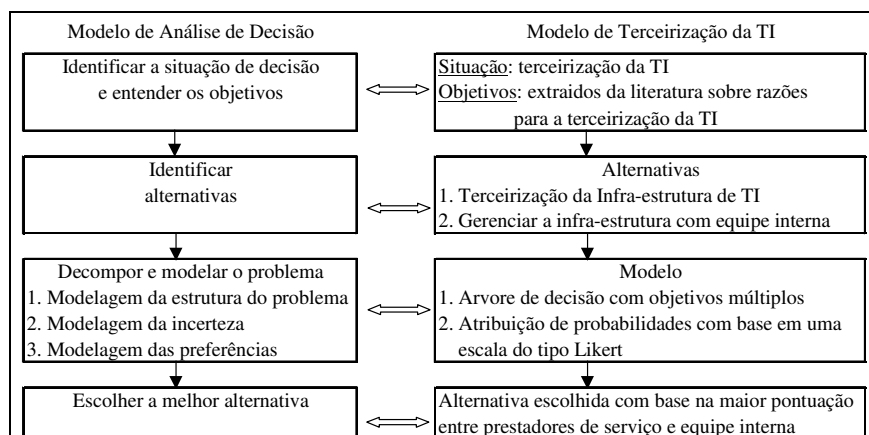 Modelo de Análise de Decisão
Modelo de Terceirização da TI
Identificar a situação de decisão
e entender os objetivos
Situação: terceirização da TI
Objetivos: extraidos da literatura sobre razões
para a terceirização da TI
Identificar
alternativas
Alternativas
1. Terceirização da Infra-estrutura de TI
2. Gerenciar a infra-estrutura com equipe interna
Decompor e modelar o problema
1. Modelagem da estrutura do problema
2. Modelagem da incerteza
3. Modelagem das preferências
Modelo
1. Arvore de decisão com objetivos múltiplos
2. Atribuição de probabilidades com base em uma
escala do tipo Likert
Escolher a melhor alternativa
Alternativa escolhida com base na maior pontuação
entre prestadores de serviço e equipe interna